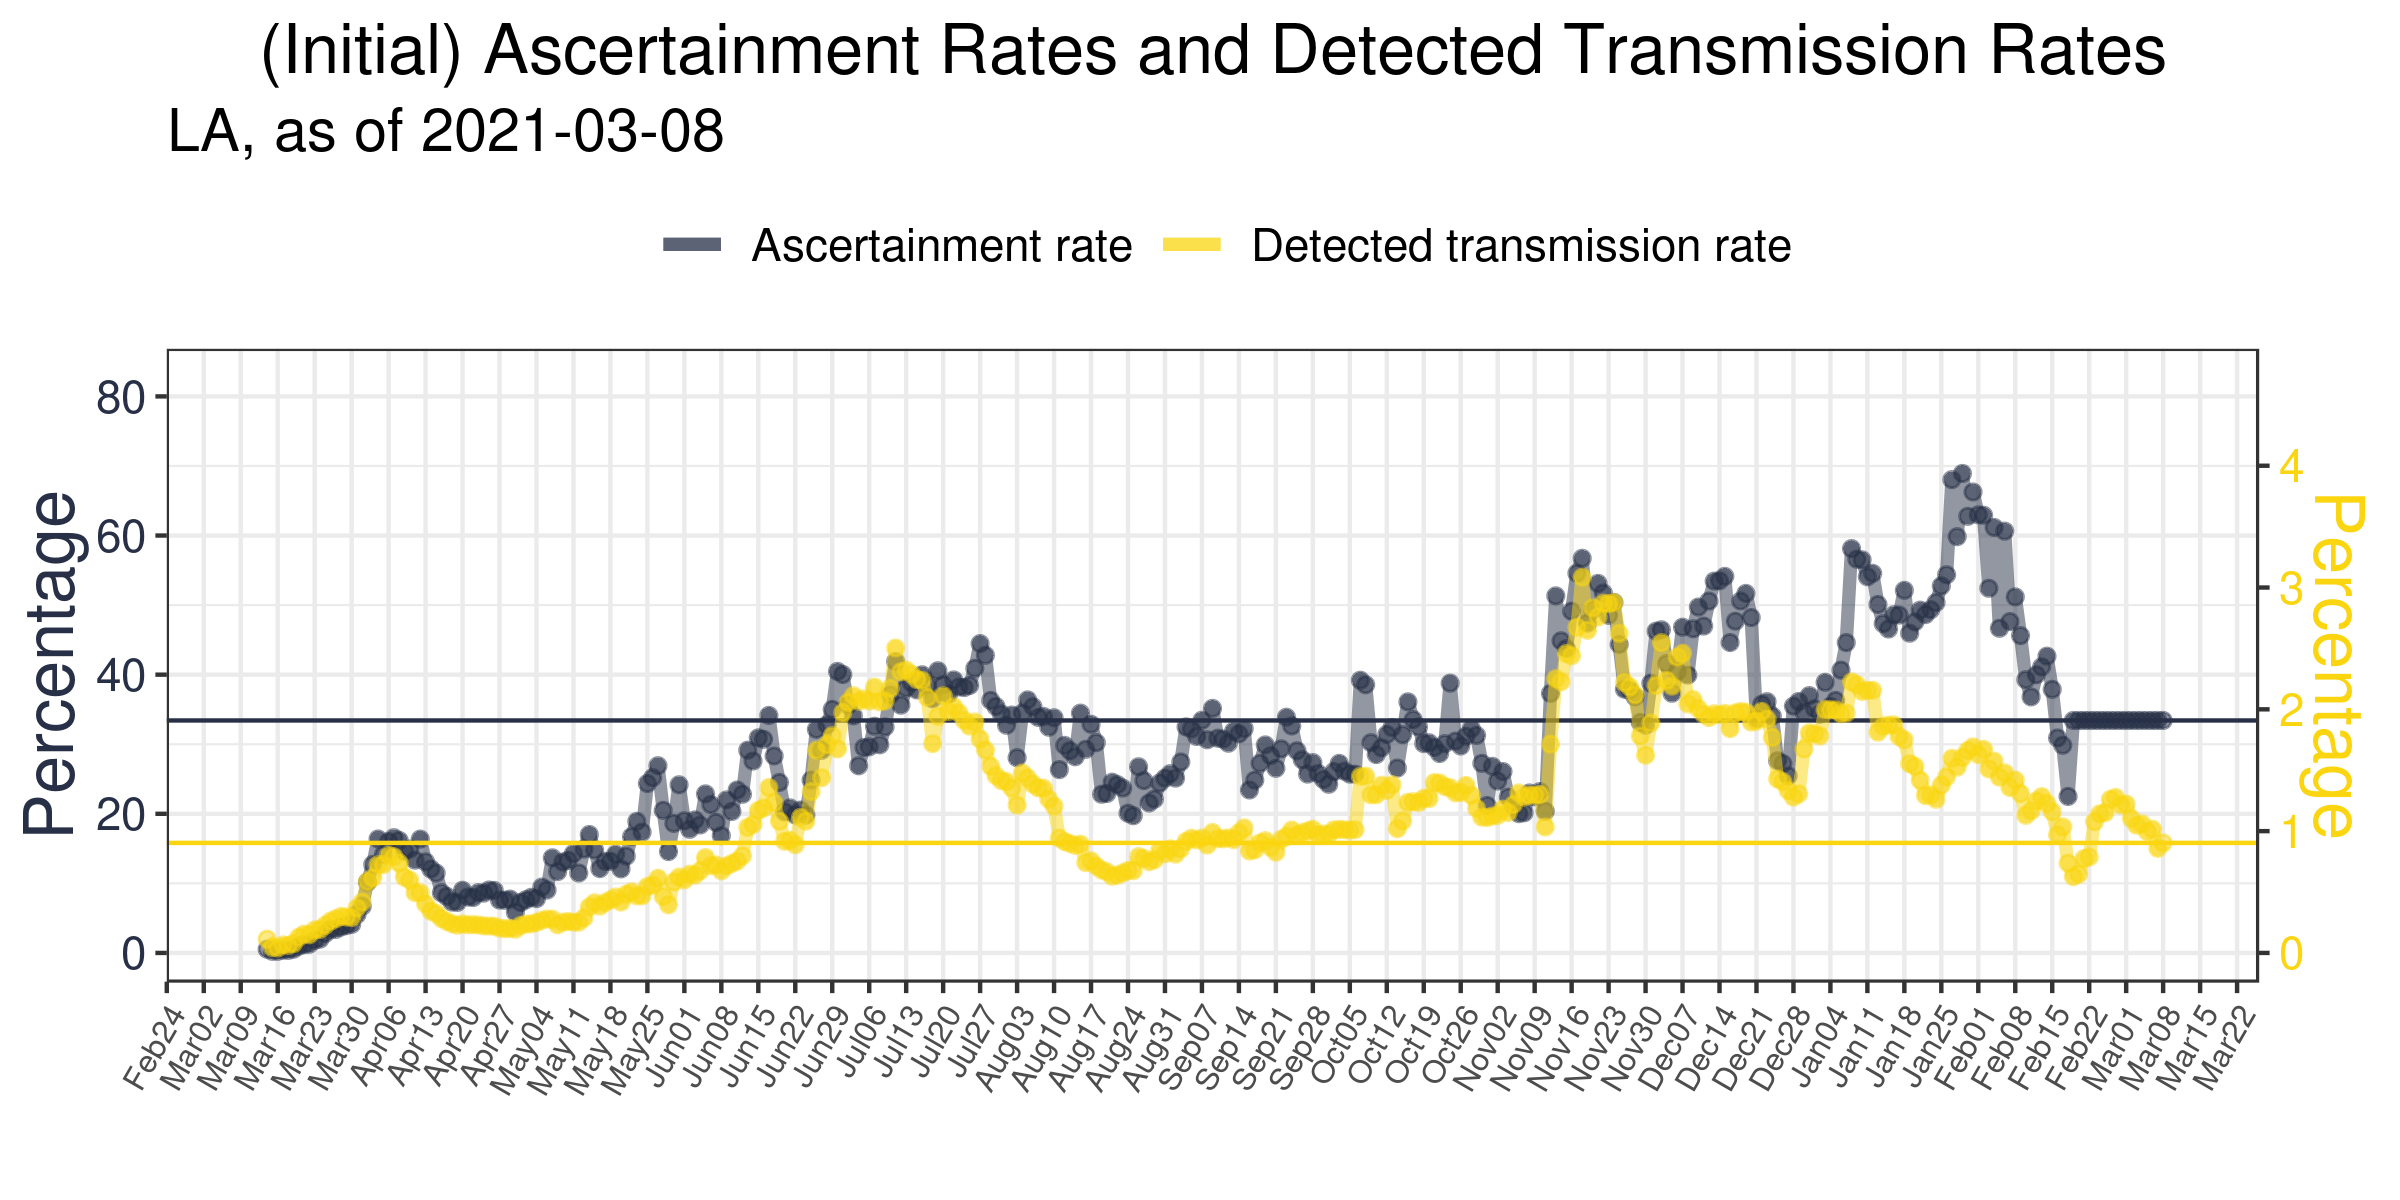 (Initial) Ascertainment Rates and Detected Transmission Rates
LA, as of 2021-03-08
Ascertainment rate
Detected transmission rate
Percentage
80
60
40
20
0
4
3
2
1
0
Percentage
Feb24
Mar02
Mar09
Mar16
Mar23
Mar30
Apr06
Apr13
Apr20
Apr27
May04
May11
May18
May25
Jun01
Jun08
Jun15
Jun22
Jun29
Jul06
Jul13
Jul20
Jul27
Aug03
Aug10
Aug17
Aug24
Aug31
Sep07
Sep14
Sep21
Sep28
Oct05
Oct12
Oct19
Oct26
Nov02
Nov09
Nov16
Nov23
Nov30
Dec07
Dec14
Dec21
Dec28
Jan04
Jan11
Jan18
Jan25
Feb01
Feb08
Feb15
Feb22
Mar01
Mar08
Mar15
Mar22